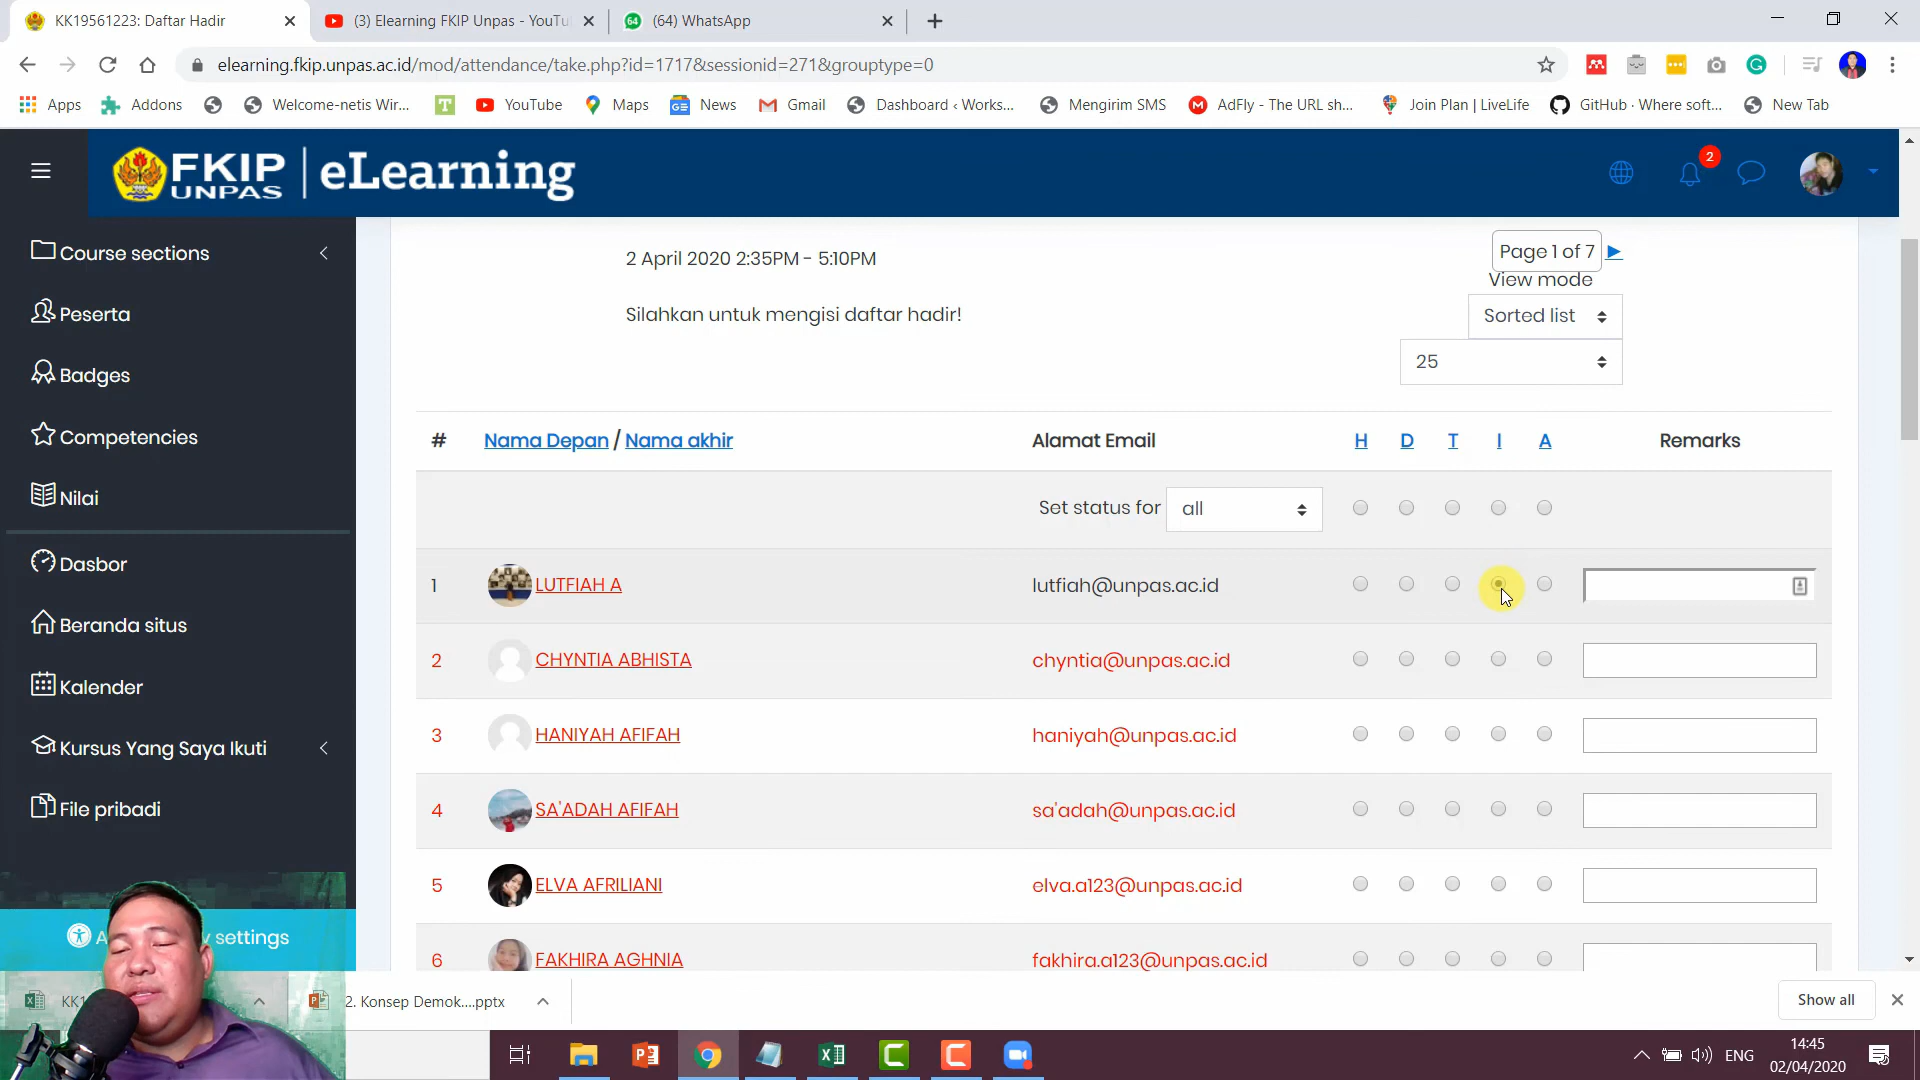 KK19561223: Daftar Hadir
(3) Elearning FKIP Unpas - YouTu
64
(64) WhatsApp
elearning.fkip.unpas.ac.id/mod/attendance/take.php?id=1717&sessionid=271&grouptype=0
Apps
Addons
Welcome-netis Wir...
YouTube
Maps
News
Gmail
Dashboard ‹ Works...
Mengirim SMS
AdFly - The URL sh...
Join Plan | LiveLife
GitHub · Where soft...
New Tab
FKIP UNPAS | eLearning
2
Course sections
Peserta
Badges
Competencies
Nilai
Dasbor
Beranda situs
Kalender
Kursus Yang Saya Ikuti
File pribadi
settings
2 April 2020 2:35PM - 5:10PM
Silahkan untuk mengisi daftar hadir!
Page 1 of 7
View mode
Sorted list
25
# Nama Depan / Nama akhir Alamat Email H D T I A Remarks
Set status for all
1 LUTFIAH A lutfiah@unpas.ac.id
2 CHYNTIA ABHISTA chyntia@unpas.ac.id
3 HANIYAH AFIFAH haniyah@unpas.ac.id
4 SA'ADAH AFIFAH sa'adah@unpas.ac.id
5 ELVA AFRILIANI elva.a123@unpas.ac.id
6 FAKHIRA AGHNIA fakhira.a123@unpas.ac.id
2. Konsep Demok....pptx
Show all
ENG
14:45
02/04/2020